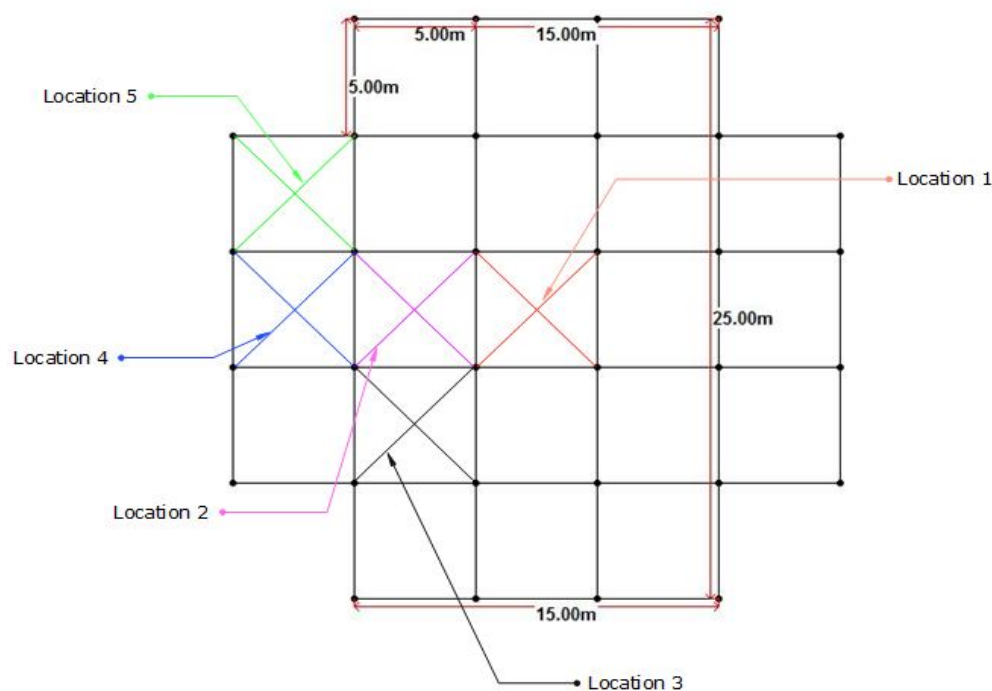 5.00m
15.00m
5.00m
Location 5
Location 1
25.00m
Location 4
Location 2
15.00m
Location 3